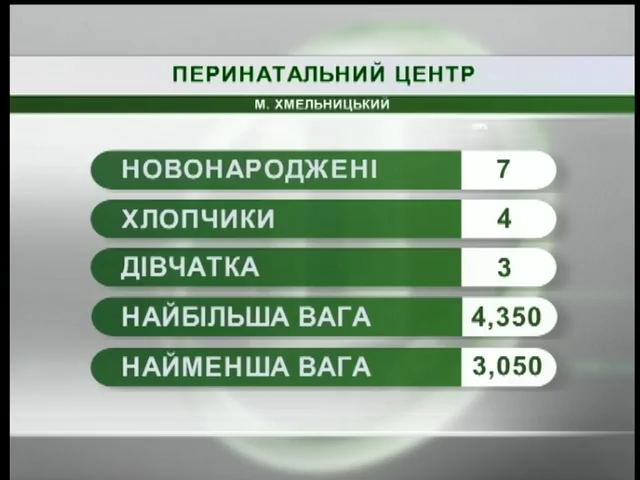 ПЕРИНАТАЛЬНИЙ ЦЕНТР
М. ХМЕЛЬНИЦЬКИЙ
НОВОНАРОДЖЕНІ 7
ХЛОПЧИКИ 4
ДІВЧАТКА 3
НАЙБІЛЬША ВАГА 4,350
НАЙМЕНША ВАГА 3,050